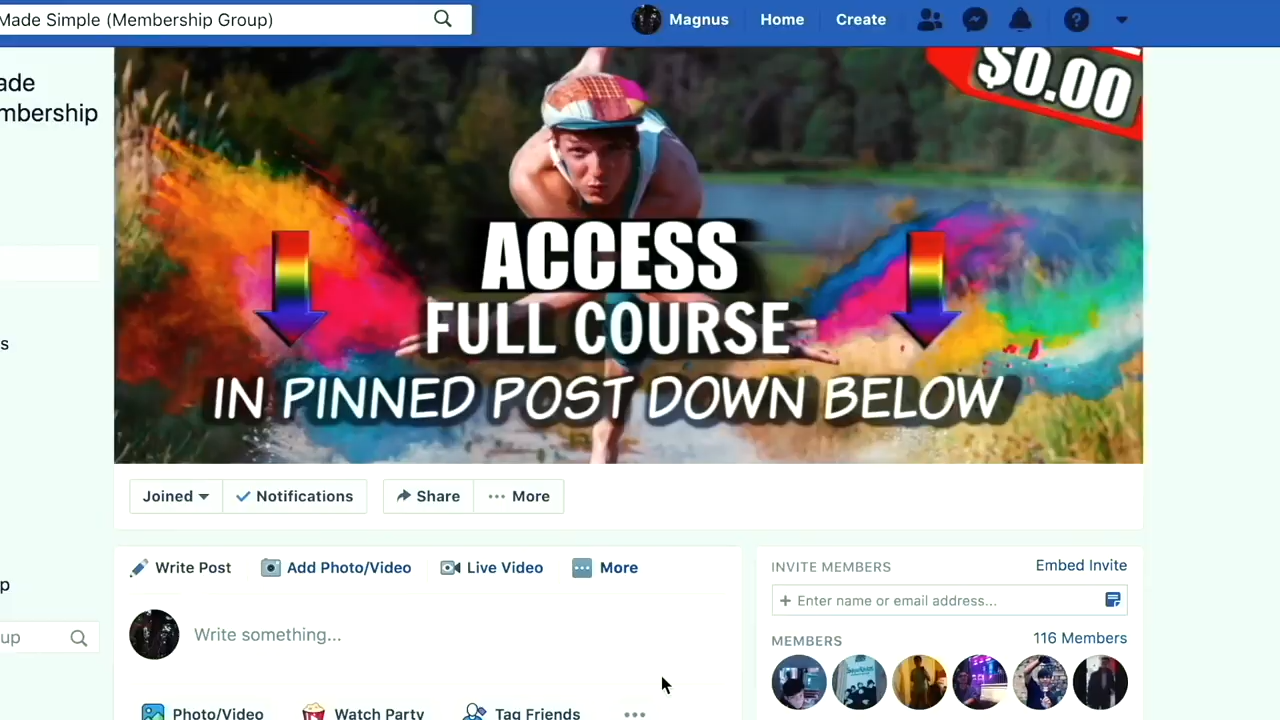 Made Simple (Membership Group)
Magnus
Home
Create
ade
mbership
$0.00
ACCESS
FULL COURSE
IN PINNED POST DOWN BELOW
s
Joined
Notifications
Share
More
Write Post
Add Photo/Video
Live Video
More
INVITE MEMBERS
Embed Invite
+ Enter name or email address...
p
Write something...
up
MEMBERS
116 Members
Photo/Video
Watch Party
Tag Friends